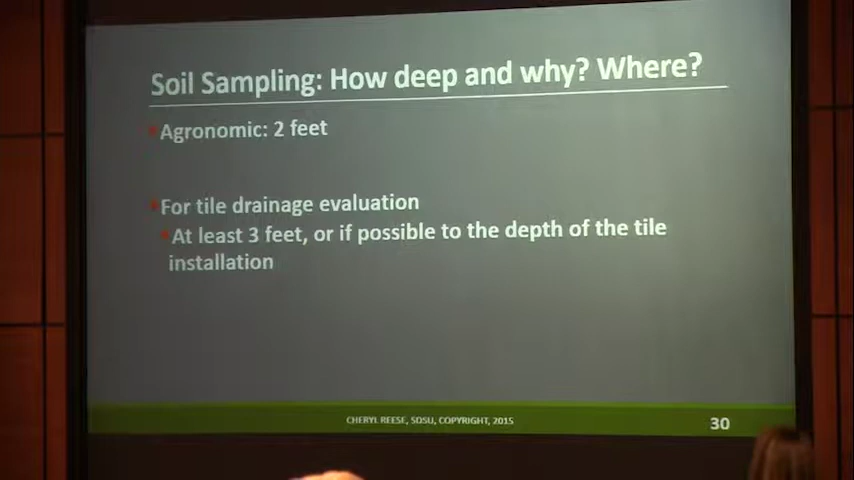 Soil Sampling: How deep and why? Where?
Agronomic: 2 feet
For tile drainage evaluation
At least 3 feet, or if possible to the depth of the tile
installation
CHERYL REESE, SDSU, COPYRIGHT, 2015
30